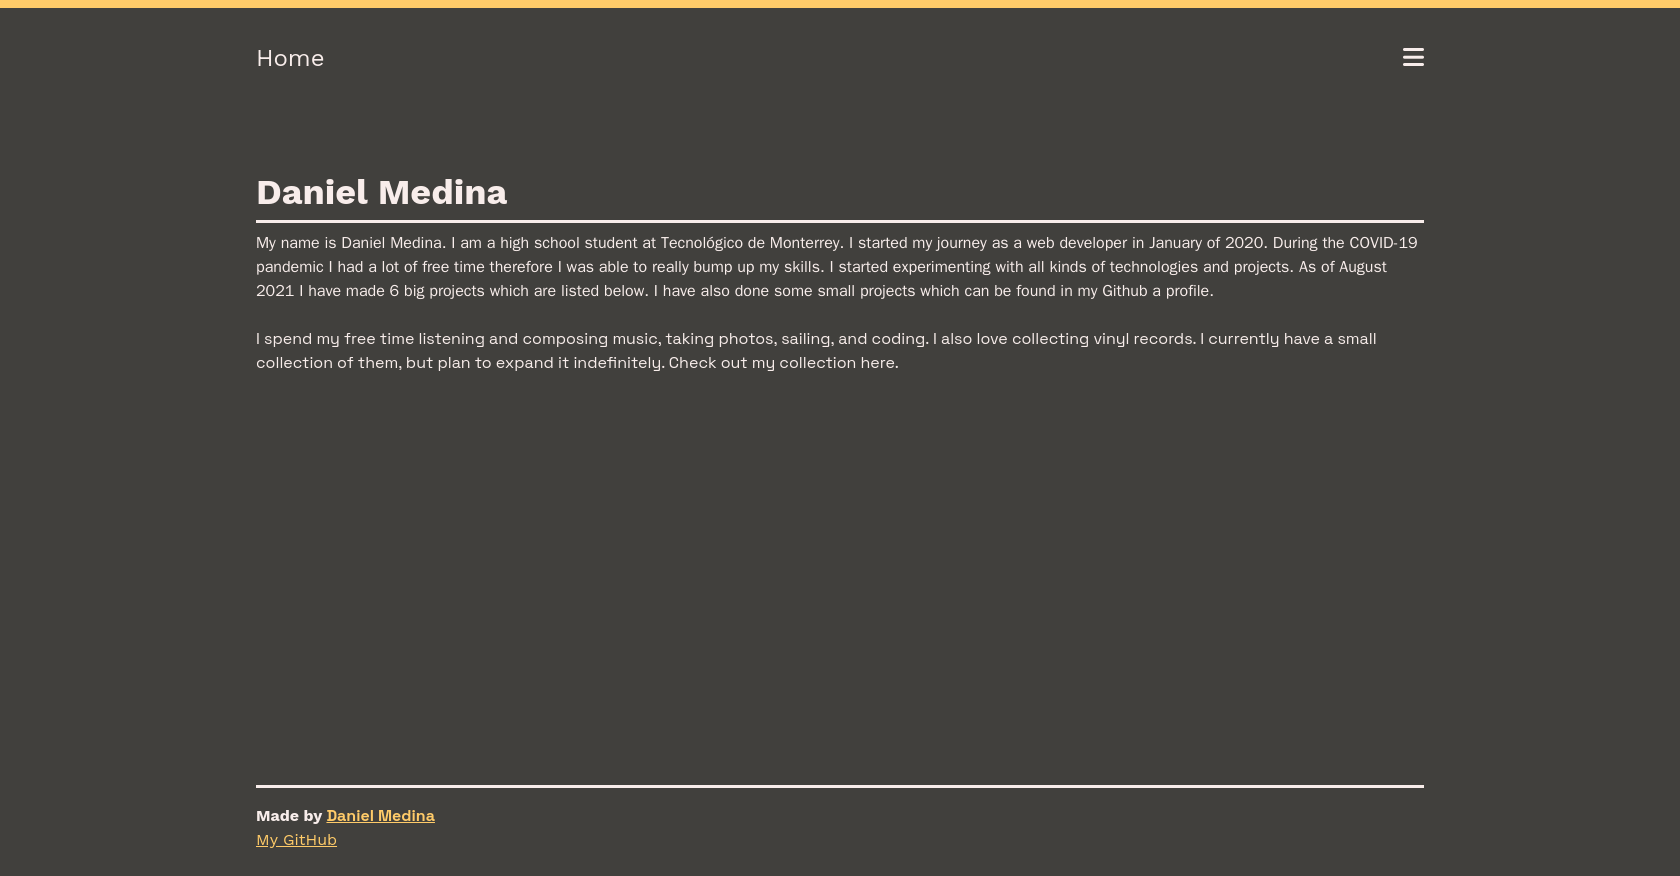 Home
Daniel Medina
My name is Daniel Medina. I am a high school student at Tecnológico de Monterrey. I started my journey as a web developer in January of 2020. During the COVID-19
pandemic I had a lot of free time therefore I was able to really bump up my skills. I started experimenting with all kinds of technologies and projects. As of August
2021 I have made 6 big projects which are listed below. I have also done some small projects which can be found in my Github a profile.
I spend my free time listening and composing music, taking photos, sailing, and coding. I also love collecting vinyl records. I currently have a small
collection of them, but plan to expand it indefinitely. Check out my collection here.
Made by Daniel Medina
My GitHub